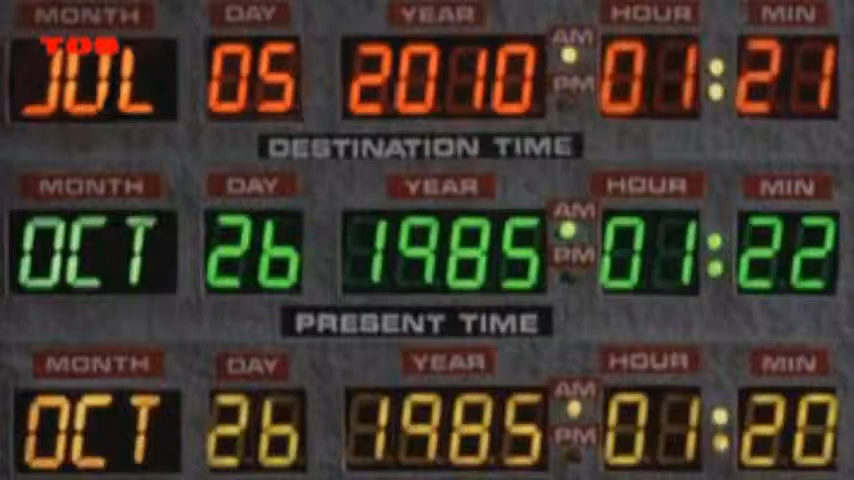 MONTH DAY YEAR HOUR MIN
TOS
JUL 05 2010 AM PM 01:21
DESTINATION TIME
MONTH DAY YEAR HOUR MIN
OCT 26 1985 AM PM 01:22
PRESENT TIME
MONTH DAY YEAR HOUR MIN
OCT 26 1985 AM PM 01:20